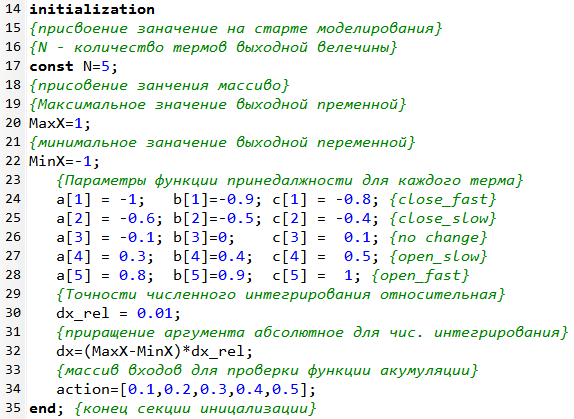 14 initialization
15 {присвоение заначение на старте моделирования}
16 {N - количество термов выходной велечины}
17 const N=5;
18 {присовение занчения массиво}
19 {Максимальное значение выходной пременной}
20 MaxX=1;
21 {минимальное заначение выходной переменной}
22 MinX=-1;
23 {Параметры функции принедалжности для каждого терма}
24 a[1] = -1; b[1]=-0.9; c[1] = -0.8; {close_fast}
25 a[2] = -0.6; b[2]=-0.5; c[2] = -0.4; {close_slow}
26 a[3] = -0.1; b[3]=0; c[3] = 0.1; {no change}
27 a[4] = 0.3; b[4]=0.4; c[4] = 0.5; {open_slow}
28 a[5] = 0.8; b[5]=0.9; c[5] = 1; {open_fast}
29 {Точности численного интегрирования относительная}
30 dx_rel = 0.01;
31 {приращение аргумента абсолютное для чис. интегрирования}
32 dx=(MaxX-MinX)*dx_rel;
33 {массив входов для проверки функции акумуляции}
34 action=[0.1,0.2,0.3,0.4,0.5];
35 end; {конец секции иницализации}